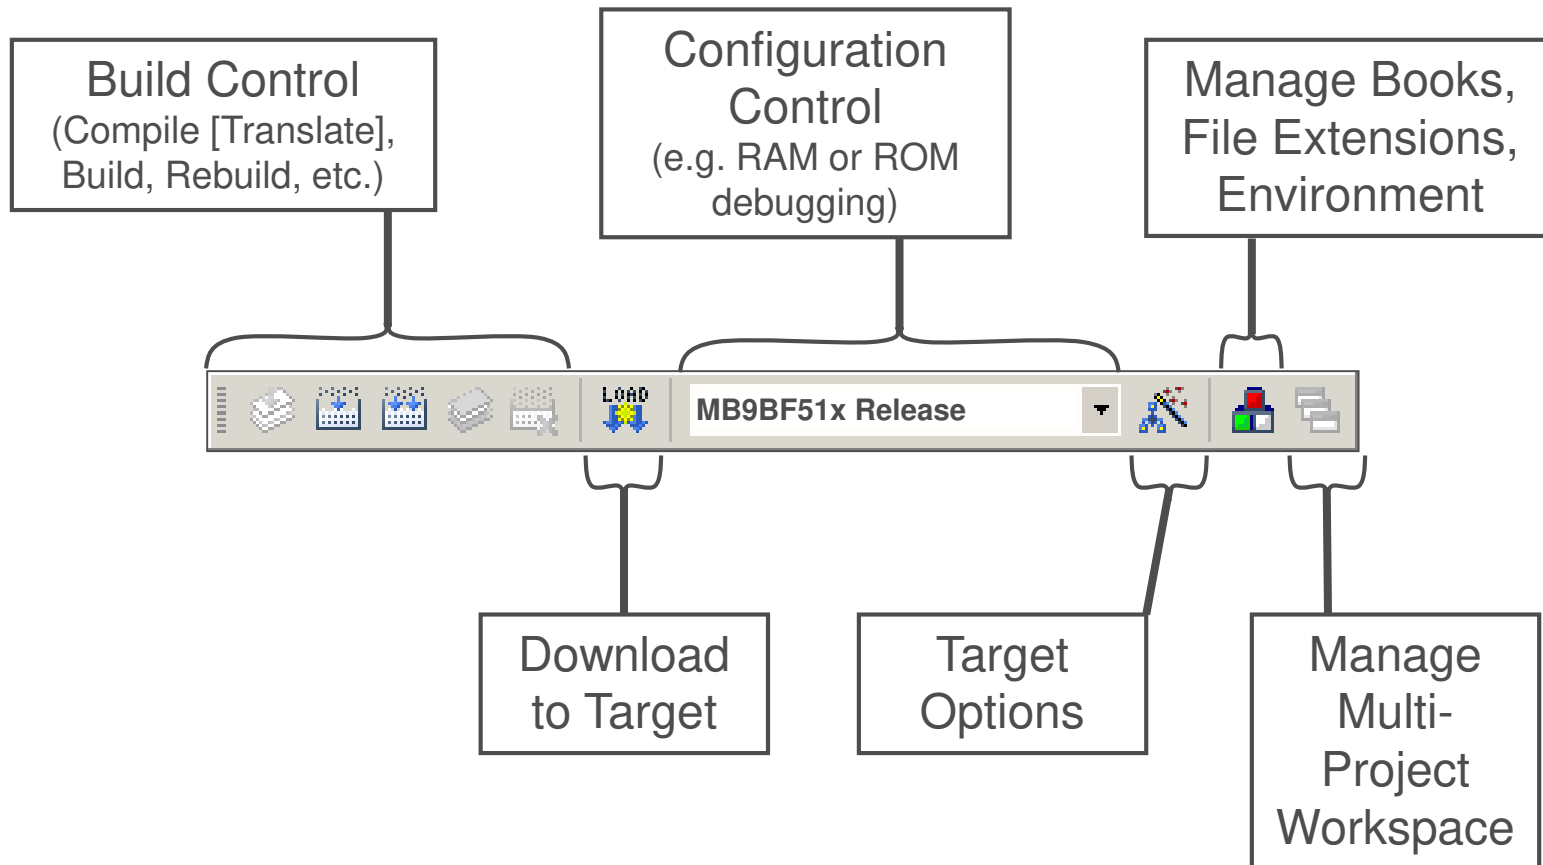 Build Control
(Compile [Translate],
Build, Rebuild, etc.)
Configuration
Control
(e.g. RAM or ROM
debugging)
Manage Books,
File Extensions,
Environment
LOAD
MB9BF51x Release
Download
to Target
Target
Options
Manage
Multi-
Project
Workspace